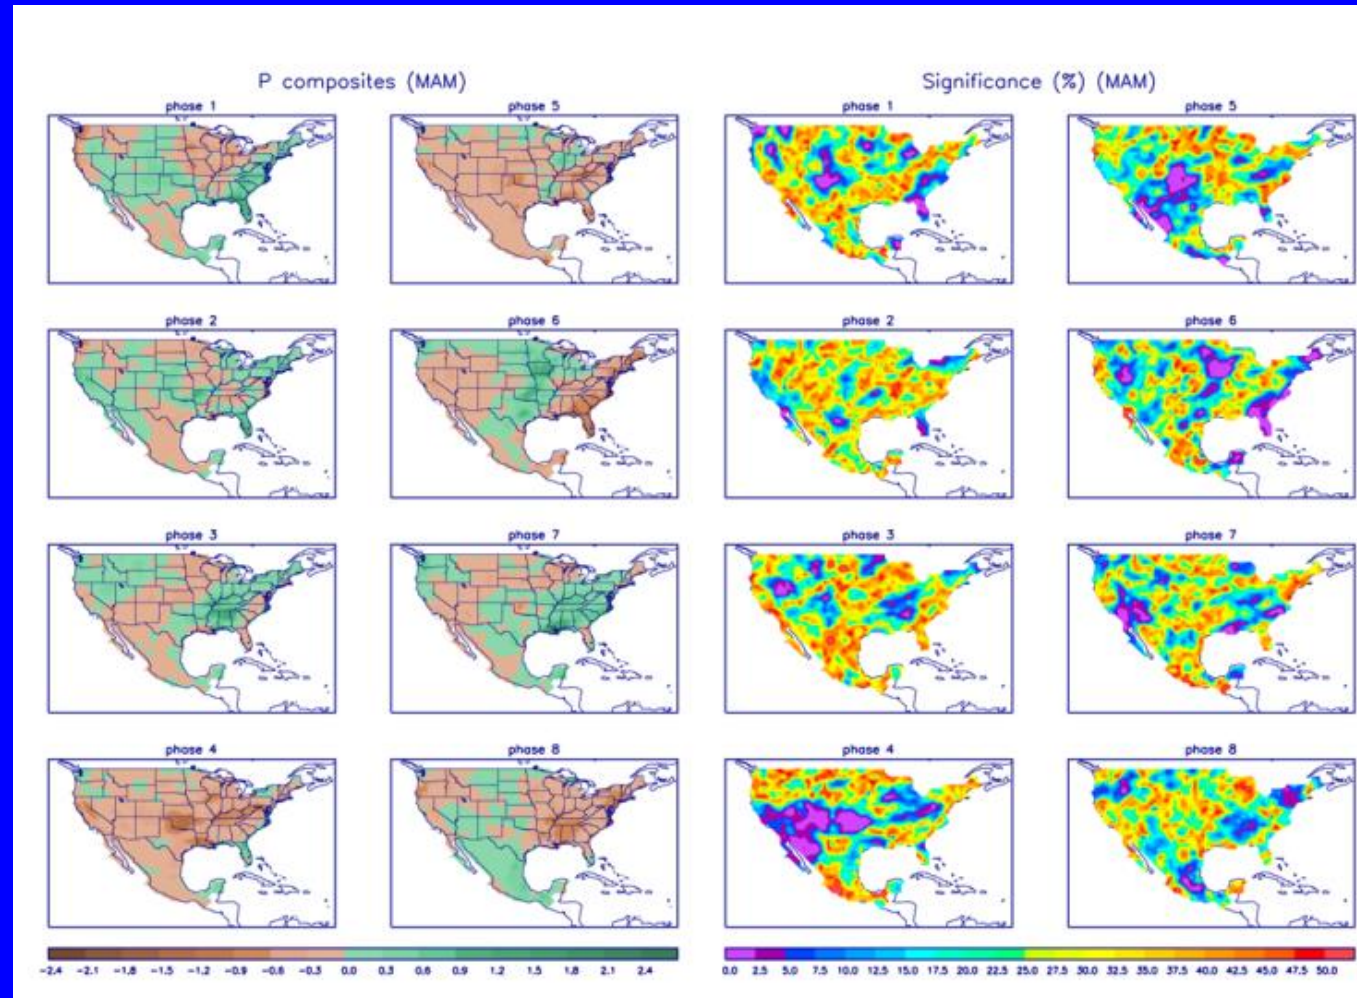 P composites (MAM)
Significance (%) (MAM)
phase 1
phase 5
phase 1
phase 5
phase 2
phase 6
phase 2
phase 6
phase 3
phase 7
phase 3
phase 7
phase 4
phase 8
phase 4
phase 8
-2.4 -2.1 -1.8 -1.5 -1.2 -0.9 -0.6 -0.3 0.0 0.3 0.6 0.9 1.2 1.5 1.8 2.1 2.4
0.0 2.5 5.0 7.5 10.0 12.5 15.0 17.5 20.0 22.5 25.0 27.5 30.0 32.5 35.0 37.5 40.0 42.5 45.0 47.5 50.0